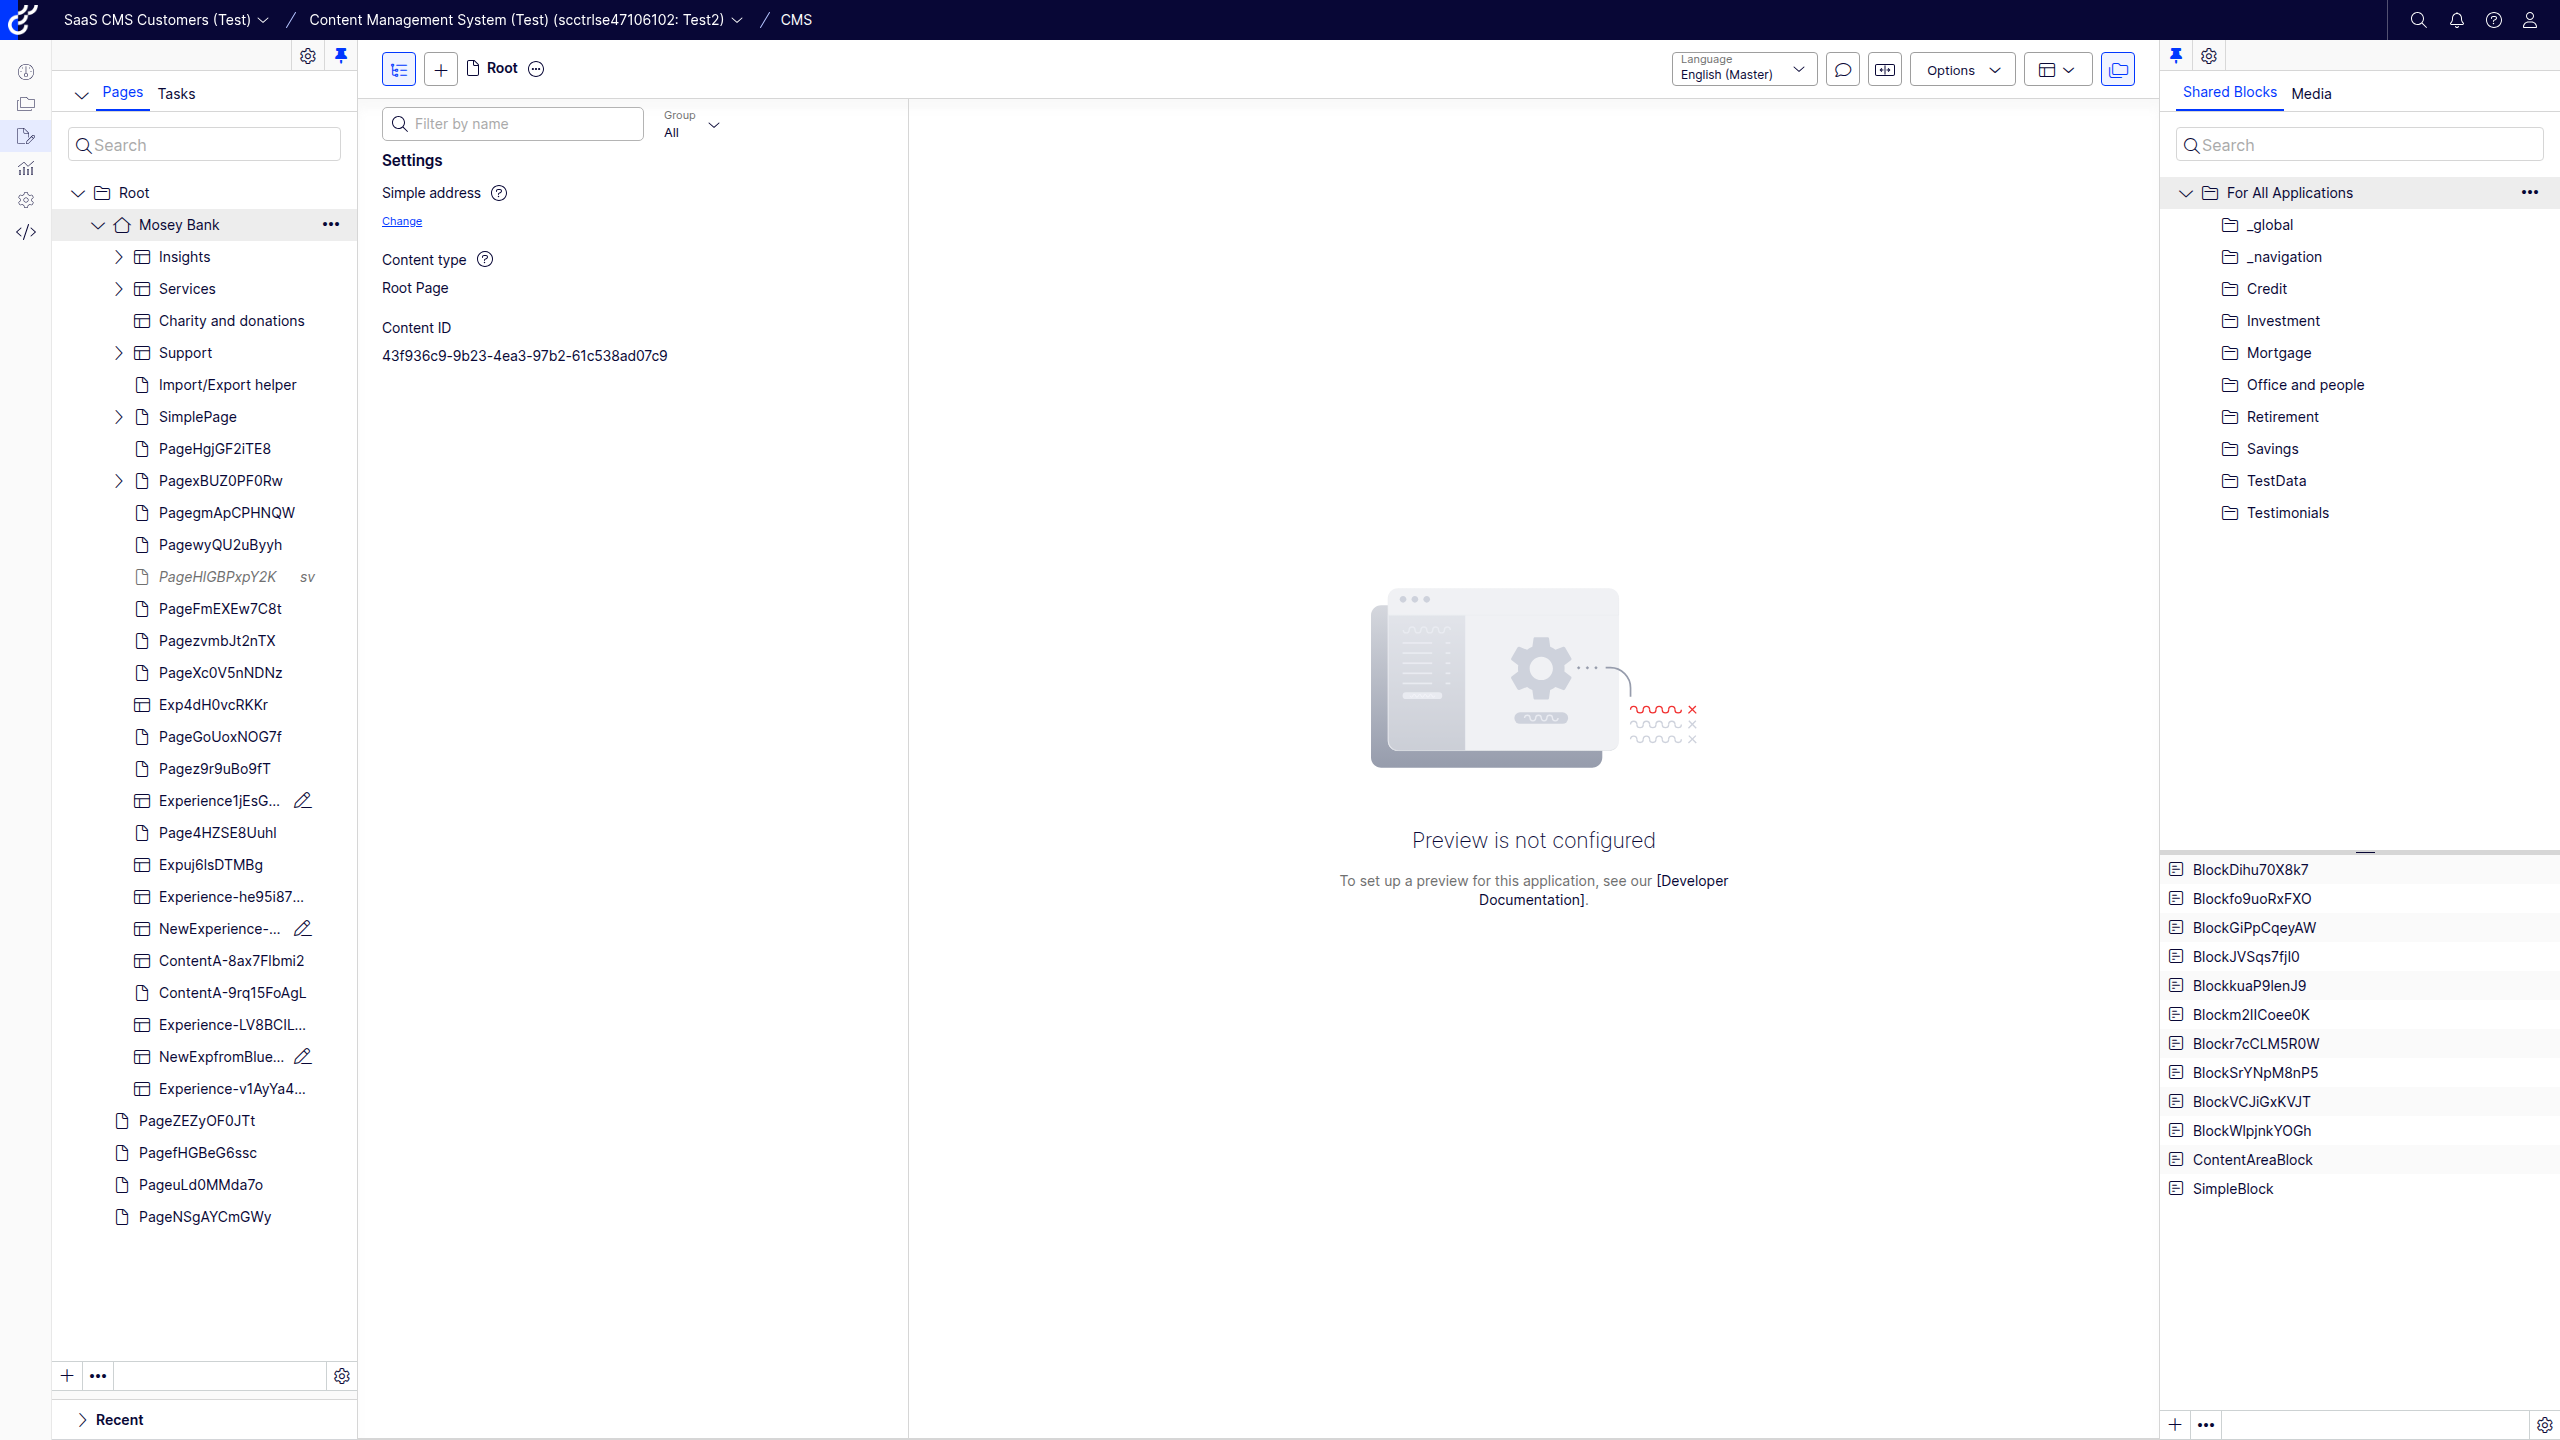 SaaS CMS Customers (Test) / Content Management System (Test) (scctrlse47106102: Test2) / CMS
Pages Tasks
Search
Root
Mosey Bank
Insights
Services
Charity and donations
Support
Import/Export helper
SimplePage
PageHgjGF2iTE8
PagexBUZ0PF0Rw
PagegmApCPHNQW
PagewyQU2uByyh
PageHlGBPxpY2K sv
PageFmEXEw7C8t
PagezvmbJt2nTX
PageXc0V5nNDNz
Exp4dH0vcRKKr
PageGoUoxNOG7f
Pagez9r9uBo9fT
Experience1jEsG...
Page4HZSE8Uuhl
Expuj6lsDTMBg
Experience-he95i87...
NewExperience-...
ContentA-8ax7FIbmi2
ContentA-9rq15FoAgL
Experience-LV8BCIL...
NewExpfromBlue...
Experience-v1AyYa4...
PageZEZyOF0JTt
PagefHGBeG6ssc
PageuLd0MMda7o
PageNSgAYCmGWy
Recent
Root
Language
English (Master)
Options
Filter by name
Group
All
Settings
Simple address
Change
Content type
Root Page
Content ID
43f936c9-9b23-4ea3-97b2-61c538ad07c9
Preview is not configured
To set up a preview for this application, see our [Developer
Documentation].
Shared Blocks Media
Search
For All Applications
_global
_navigation
Credit
Investment
Mortgage
Office and people
Retirement
Savings
TestData
Testimonials
BlockDihu70X8k7
Blockfo9uoRxFXO
BlockGiPpCqeyAW
BlockJVSqs7fjI0
BlockkuaP9lenJ9
Blockm2IICoee0K
Blockr7cCLM5R0W
BlockSrYNpM8nP5
BlockVCJiGxKVJT
BlockWlpjnkYOGh
ContentAreaBlock
SimpleBlock